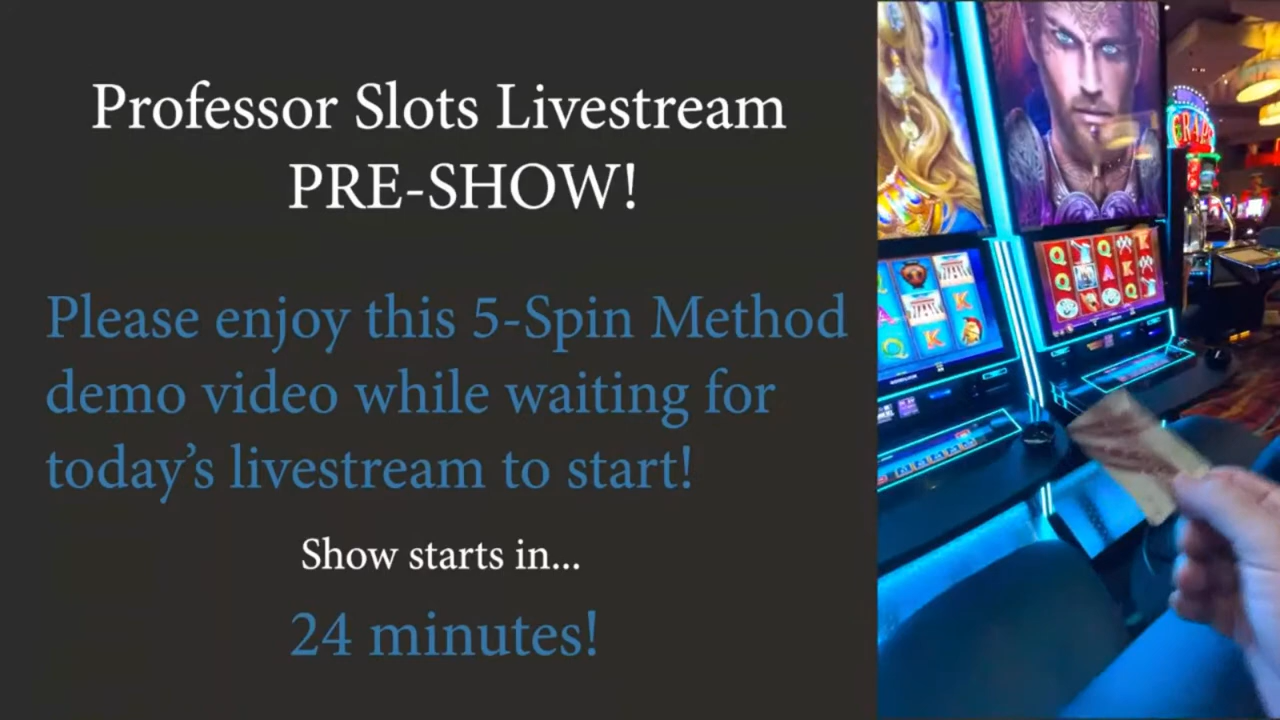 Professor Slots Livestream
PRE-SHOW!
Please enjoy this 5-Spin Method
demo video while waiting for
today's livestream to start!
Show starts in...
24 minutes!